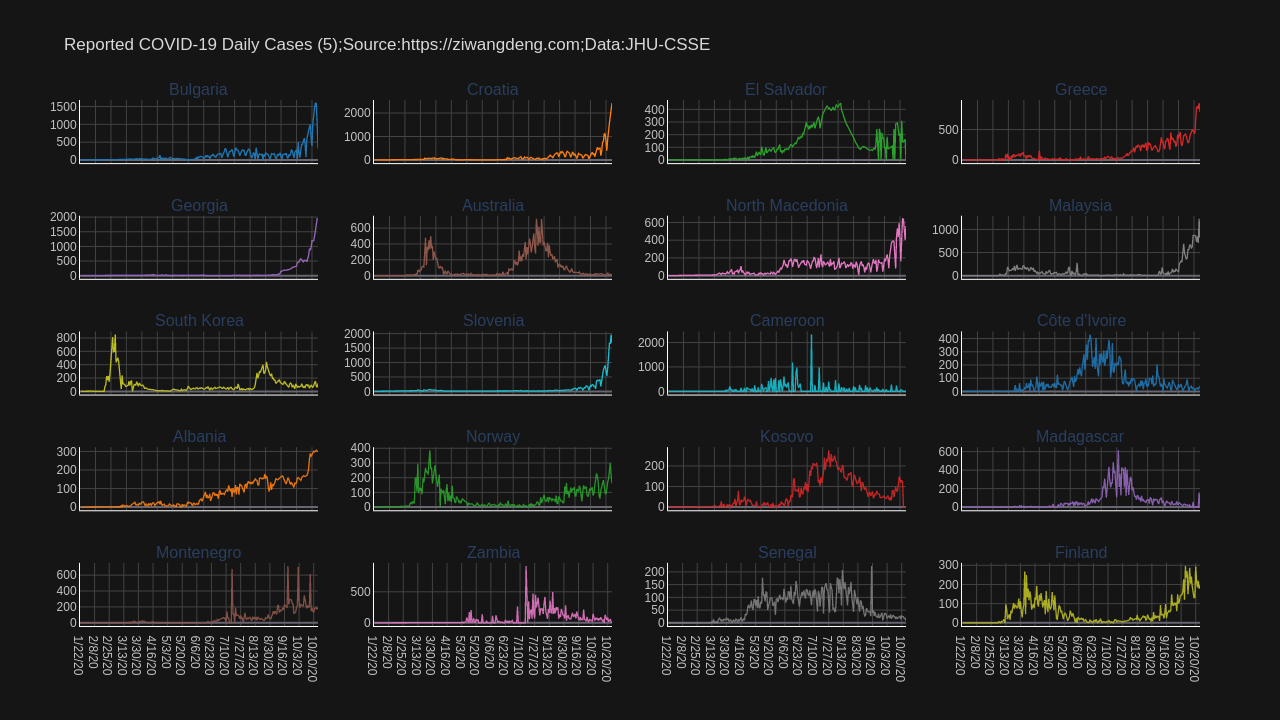 Reported COVID-19 Daily Cases (5);Source:https://ziwangdeng.com;Data:JHU-CSSE
Bulgaria Croatia El Salvador Greece
1500 1000 500 0 2000 1000 0 400 300 200 100 0 500 0
Georgia Australia North Macedonia Malaysia
2000 1500 1000 500 0 600 400 200 0 600 400 200 0 1000 500 0
South Korea Slovenia Cameroon Côte d'Ivoire
800 600 400 200 0 2000 1500 1000 500 2000 1000 0 400 300 200 100 0
Albania Norway Kosovo Madagascar
300 200 100 0 400 300 200 100 0 200 100 0 600 400 200 0
Montenegro Zambia Senegal Finland
600 400 200 0 500 0 200 150 100 50 0 300 200 100 0
1/22/20 2/8/20 2/25/20 3/13/20 3/30/20 4/16/20 5/3/20 5/20/20 6/6/20 6/23/20 7/10/20 7/27/20 8/13/20 8/30/20 9/16/20 10/3/20 10/20/20
1/22/20 2/8/20 2/25/20 3/13/20 3/30/20 4/16/20 5/3/20 5/20/20 6/6/20 6/23/20 7/10/20 7/27/20 8/13/20 8/30/20 9/16/20 10/3/20 10/20/20
1/22/20 2/8/20 2/25/20 3/13/20 3/30/20 4/16/20 5/3/20 5/20/20 6/6/20 6/23/20 7/10/20 7/27/20 8/13/20 8/30/20 9/16/20 10/3/20 10/20/20
1/22/20 2/8/20 2/25/20 3/13/20 3/30/20 4/16/20 5/3/20 5/20/20 6/6/20 6/23/20 7/10/20 7/27/20 8/13/20 8/30/20 9/16/20 10/3/20 10/20/20